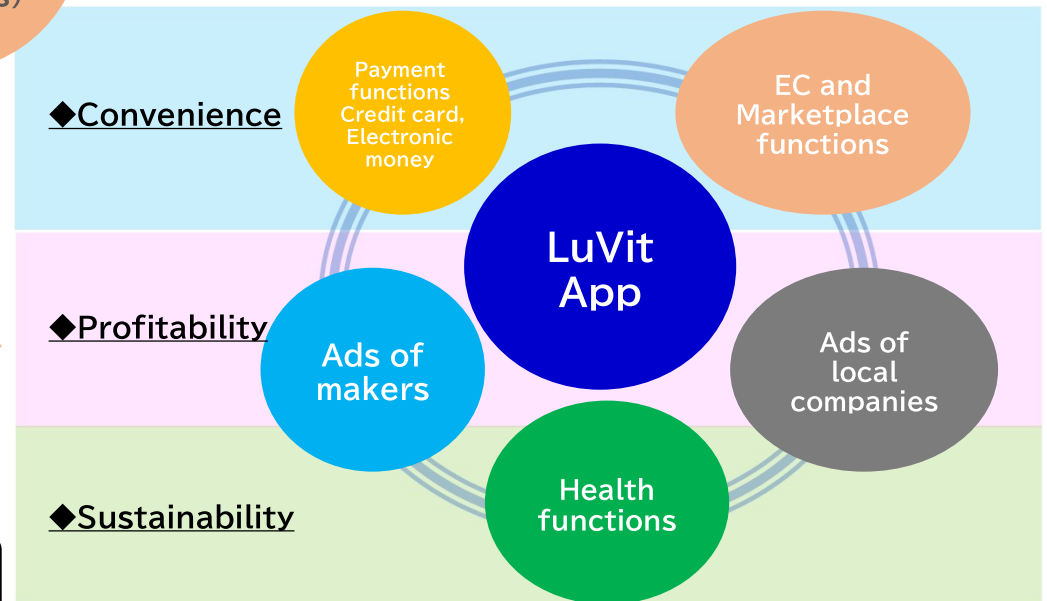 s)
◆Convenience
Payment
functions
Credit card,
Electronic
money
EC and
Marketplace
functions
LuVit
App
◆Profitability
Ads of
makers
Ads of
local
companies
◆Sustainability
Health
functions